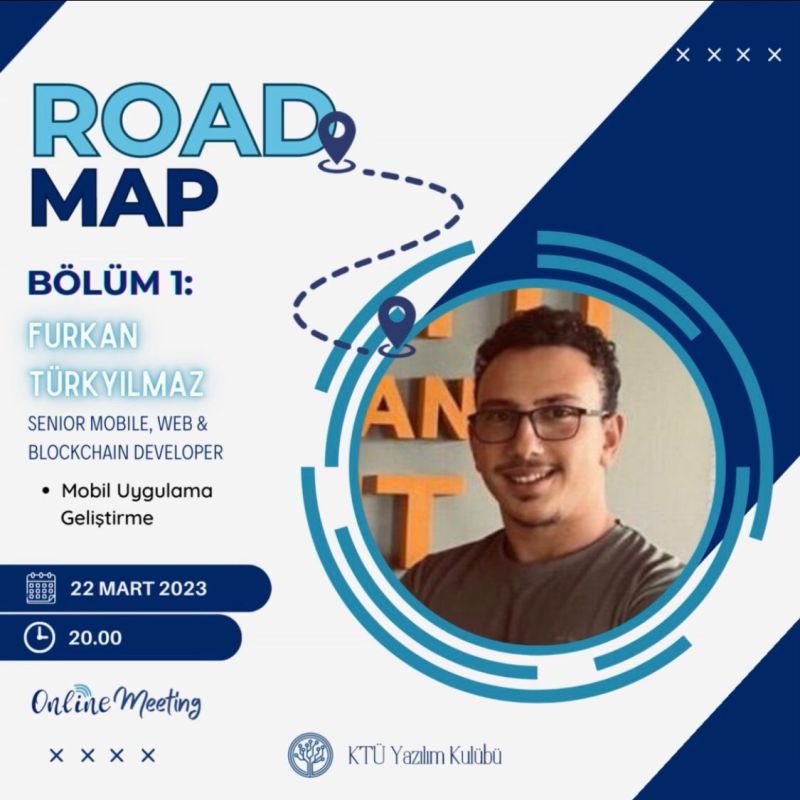 ROAD
MAP
BÖLÜM 1:
FURKAN
TÜRKYILMAZ
SENIOR MOBILE, WEB &
BLOCKCHAIN DEVELOPER
• Mobil Uygulama
Geliştirme
22 MART 2023
20.00
Online Meeting
KTÜ Yazılım Kulübü
AN
T